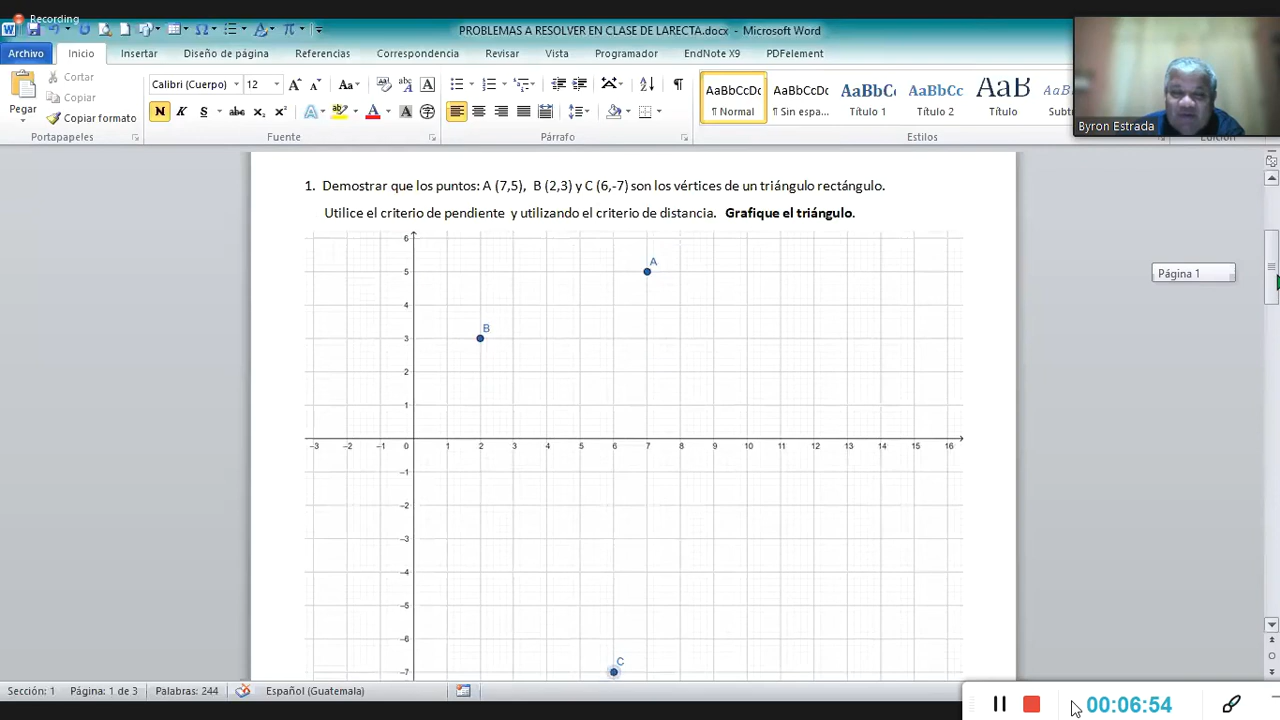 Recording
PROBLEMAS A RESOLVER EN CLASE DE LARECTA.docx - Microsoft Word
Archivo Inicio Insertar Diseño de página Referencias Correspondencia Revisar Vista Programador EndNote X9 PDFelement
Pegar
Cortar
Copiar
Copiar formato
Portapapeles
Calibri (Cuerpo) 12
Fuente
Párrafo
AaBbCcDc AaBbCcDc AaBbC AaBbCc AaB
¶ Normal ¶ Sin espa... Título 1 Título 2 Título Subt
Estilos
Byron Estrada
1. Demostrar que los puntos: A (7,5), B (2,3) y C (6,-7) son los vértices de un triángulo rectángulo.
Utilice el criterio de pendiente y utilizando el criterio de distancia. Grafique el triángulo.
6
A
5
4
B
3
2
1
-3 -2 -1 0 1 2 3 4 5 6 7 8 9 10 11 12 13 14 15 16
-1
-2
-3
-4
-5
-6
C
-7
Página 1
Sección: 1 Página: 1 de 3 Palabras: 244 Español (Guatemala)
00:06:54